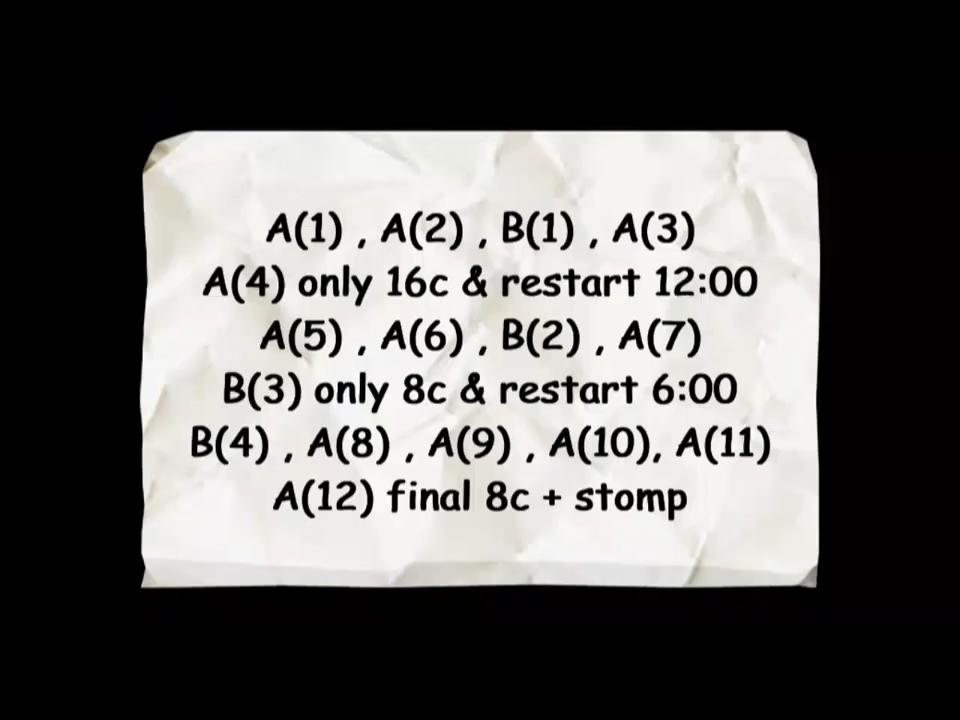 A(1) , A(2) , B(1) , A(3)
A(4) only 16c & restart 12:00
A(5) , A(6) , B(2) , A(7)
B(3) only 8c & restart 6:00
B(4) , A(8) , A(9) , A(10), A(11)
A(12) final 8c + stomp